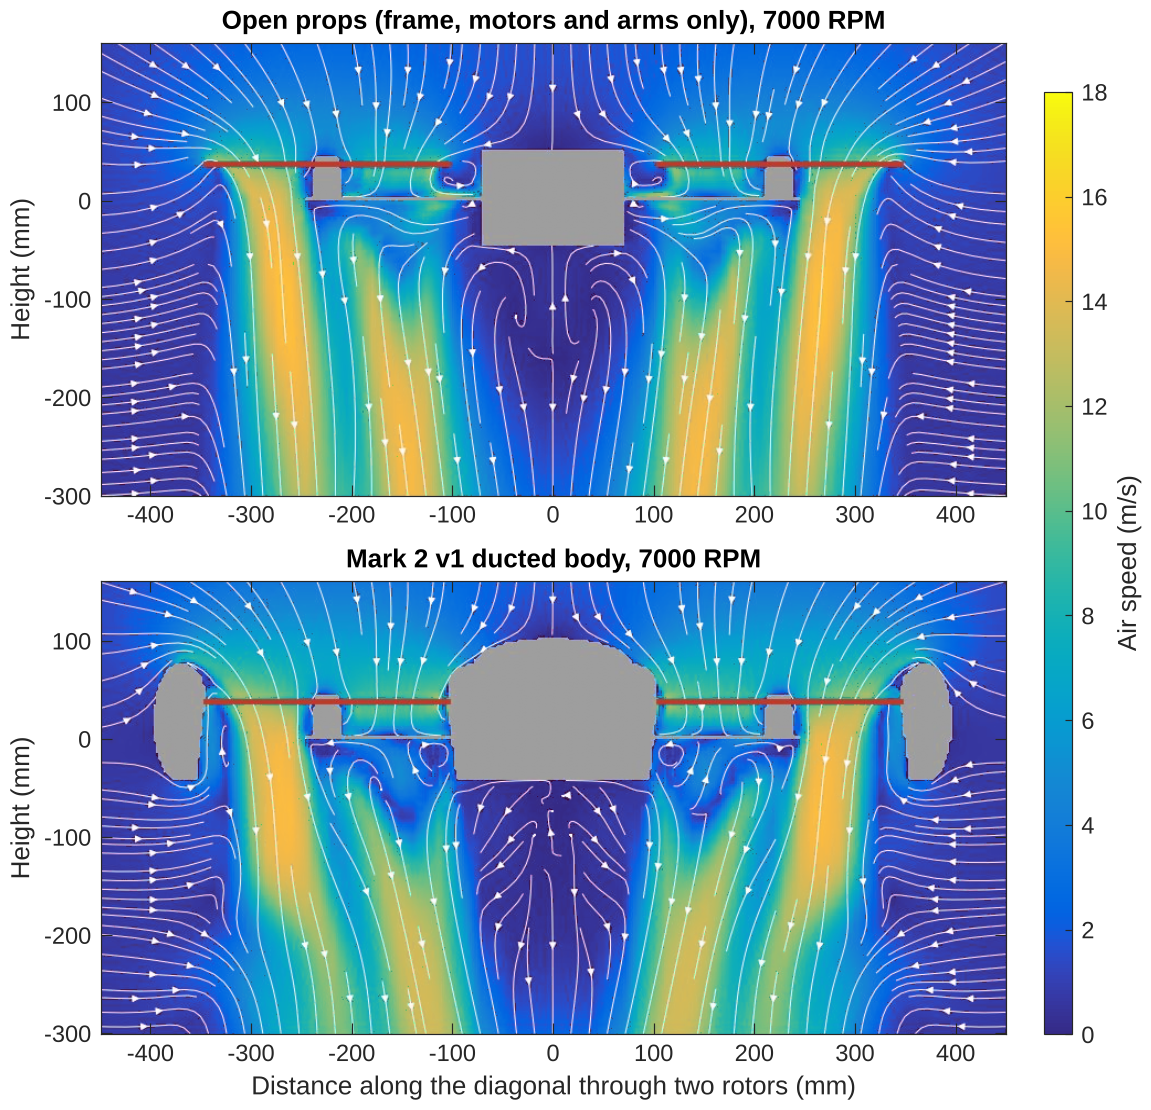 Open props (frame, motors and arms only), 7000 RPM
100
0
-100
-200
-300
Height (mm)
-400 -300 -200 -100 0 100 200 300 400
Mark 2 v1 ducted body, 7000 RPM
100
0
-100
-200
-300
Height (mm)
-400 -300 -200 -100 0 100 200 300 400
Distance along the diagonal through two rotors (mm)
18
16
14
12
10
8
6
4
2
0
Air speed (m/s)